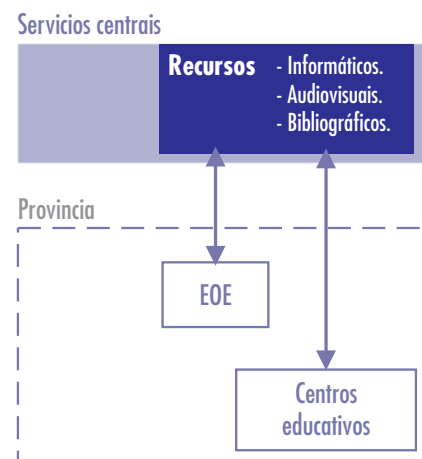 Servicios centrais
Recursos - Informáticos.
- Audiovisuais.
- Bibliográficos.
Provincia
EOE
Centros
educativos